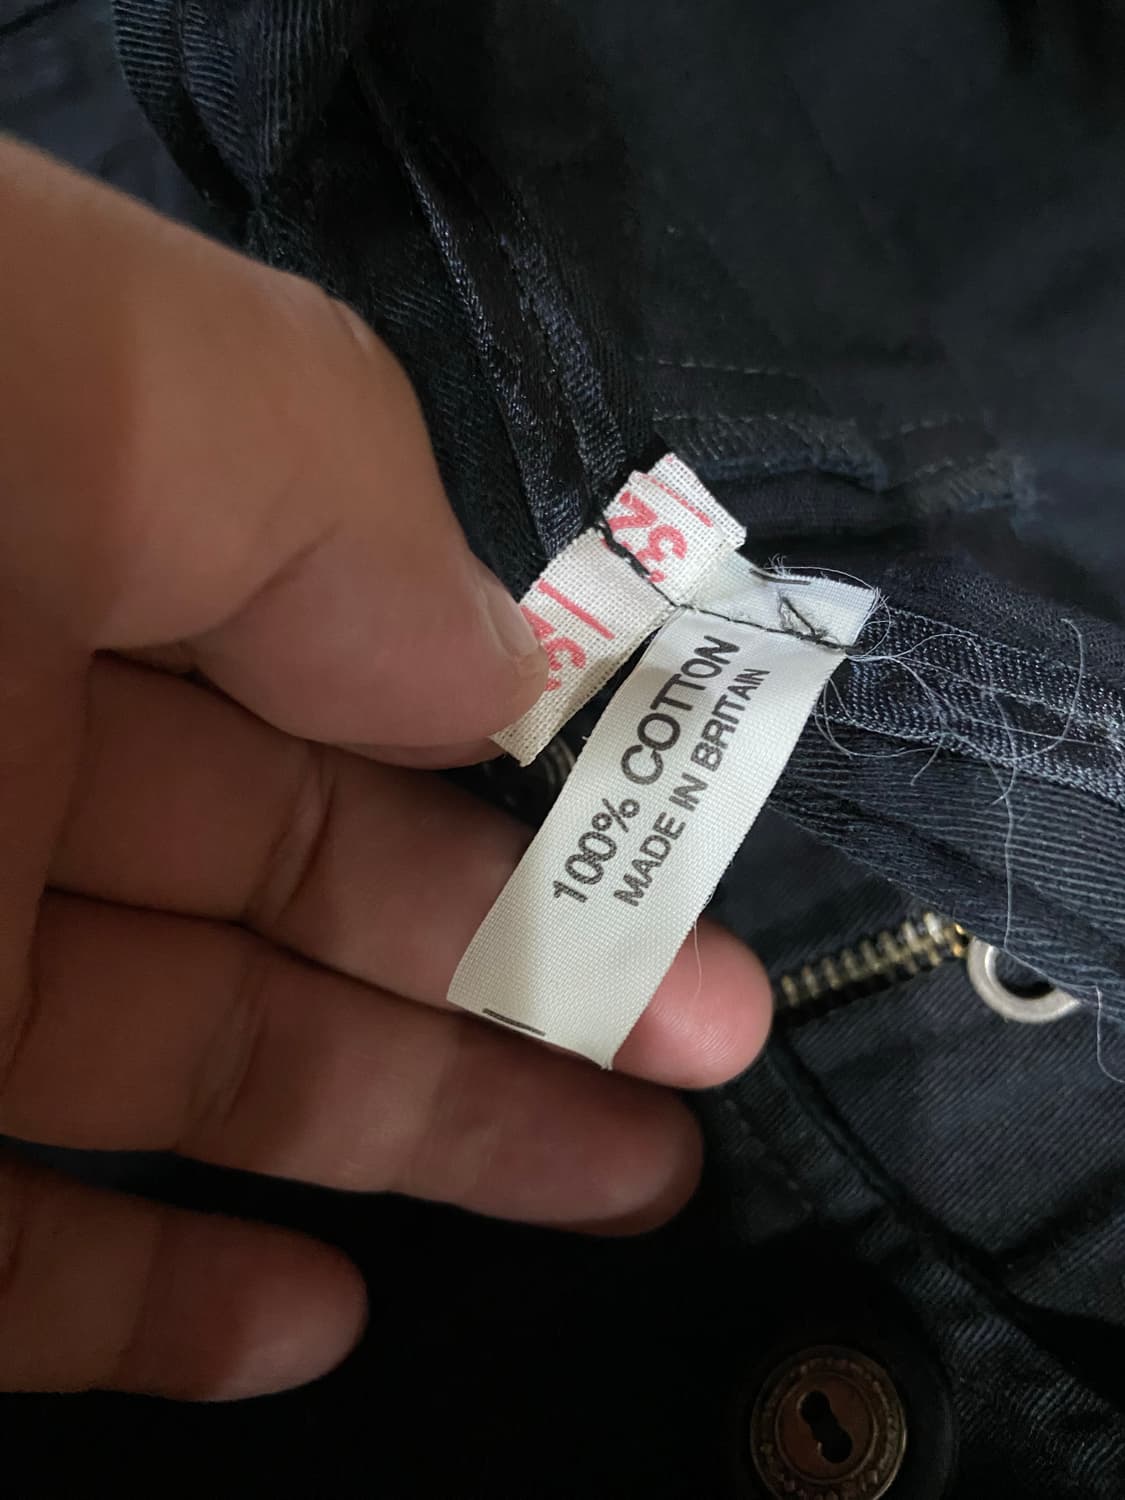 32
100% COTTON
MADE IN BRITAIN